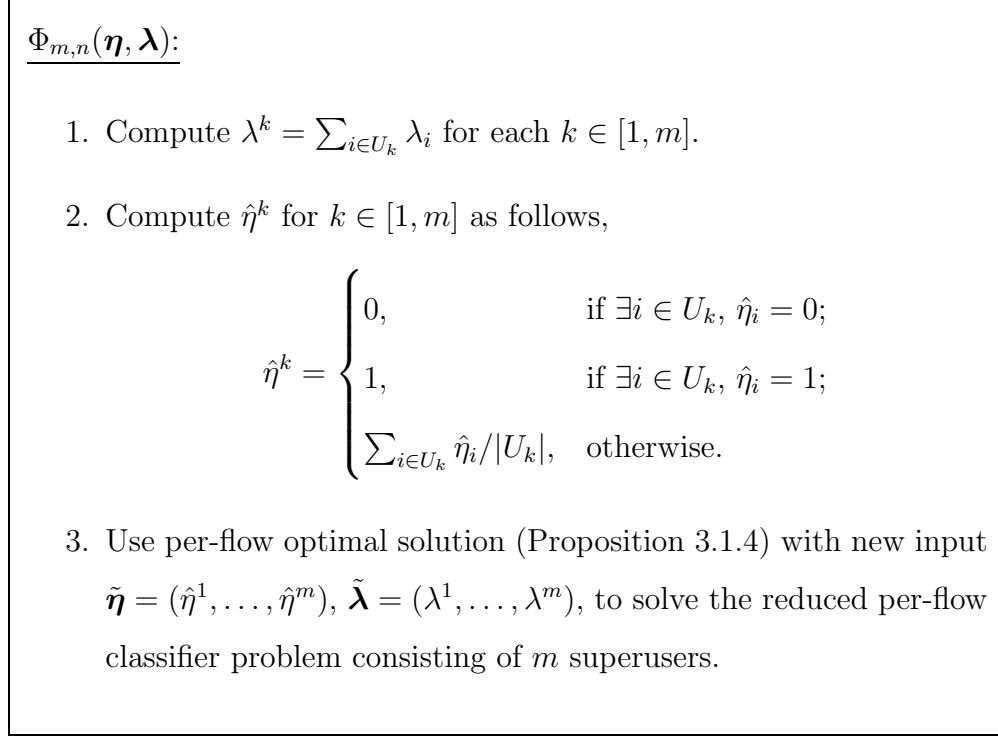 Φ_{m,n}(η, λ):
1. Compute λ^k = ∑_{i∈U_k} λ_i for each k ∈ [1, m].
2. Compute η̂^k for k ∈ [1, m] as follows,
η̂^k = { 0, if ∃i ∈ U_k, η̂_i = 0;
1, if ∃i ∈ U_k, η̂_i = 1;
∑_{i∈U_k} η̂_i/|U_k|, otherwise.
3. Use per-flow optimal solution (Proposition 3.1.4) with new input
η̃ = (η̂^1, . . . , η̂^m), λ̃ = (λ^1, . . . , λ^m), to solve the reduced per-flow
classifier problem consisting of m superusers.